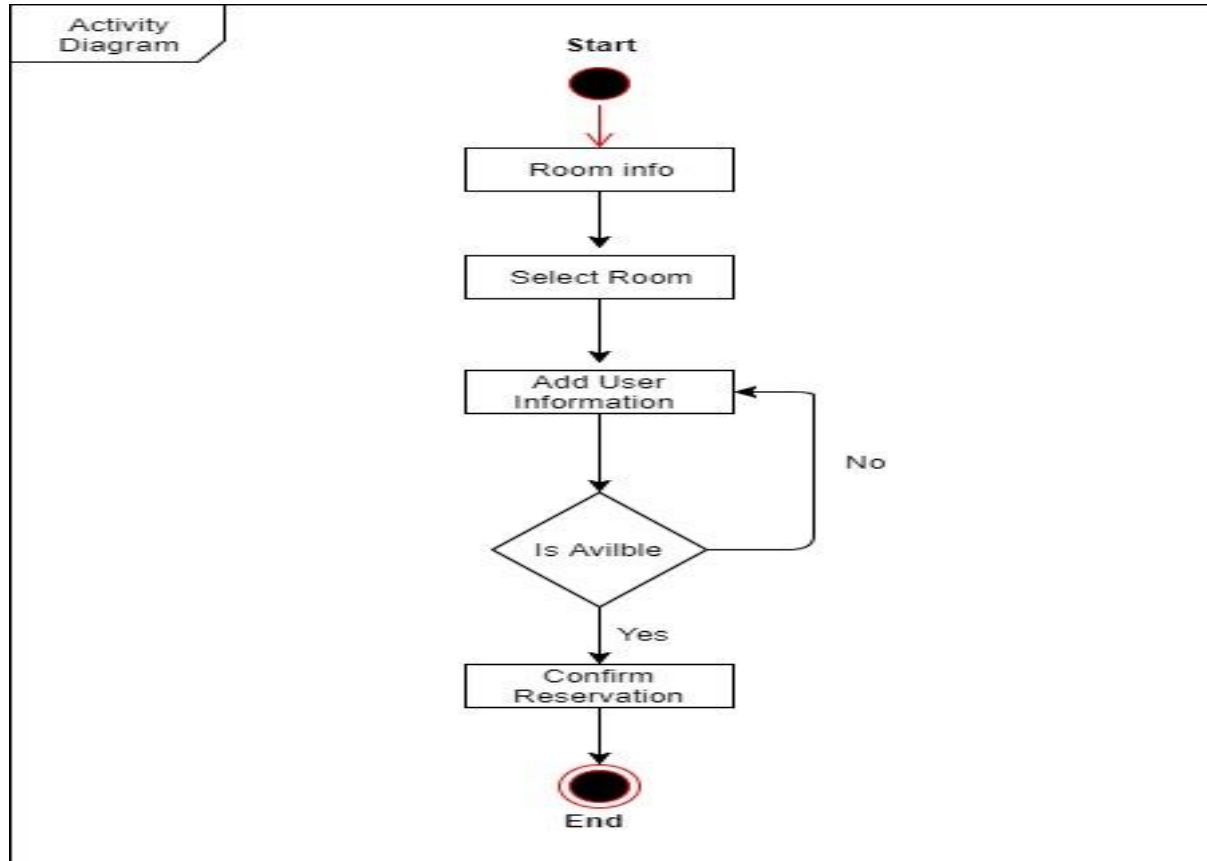 Activity
Diagram
Start
Room info
Select Room
Add User
Information
No
Is Avilble
Yes
Confirm
Reservation
End